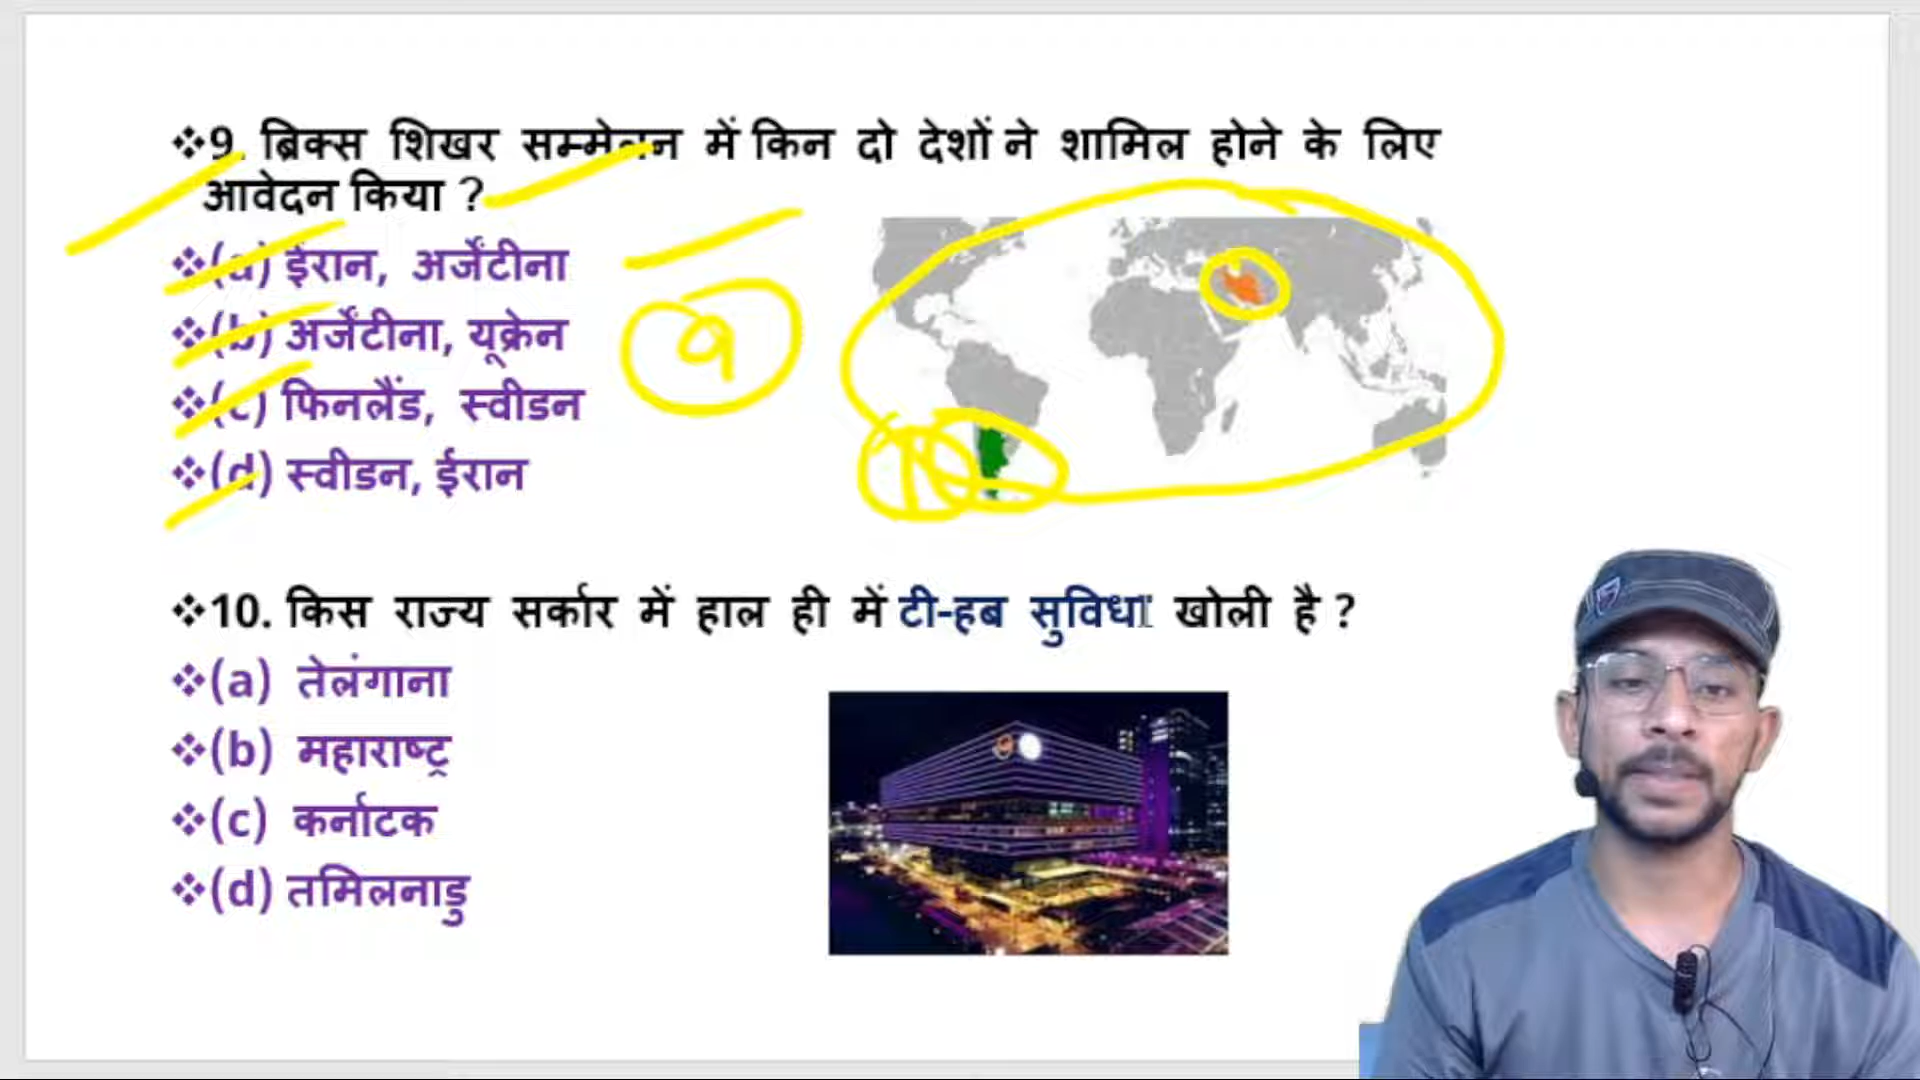 ❖9. ब्रिक्स शिखर सम्मेलन में किन दो देशों ने शामिल होने के लिए
आवेदन किया ?
❖(a) ईरान, अर्जेंटीना
❖(b) अर्जेंटीना, यूक्रेन
❖(c) फिनलैंड, स्वीडन
❖(d) स्वीडन, ईरान
a
❖10. किस राज्य सर्कार में हाल ही में टी-हब सुविधा खोली है ?
❖(a) तेलंगाना
❖(b) महाराष्ट्र
❖(c) कर्नाटक
❖(d) तमिलनाडु